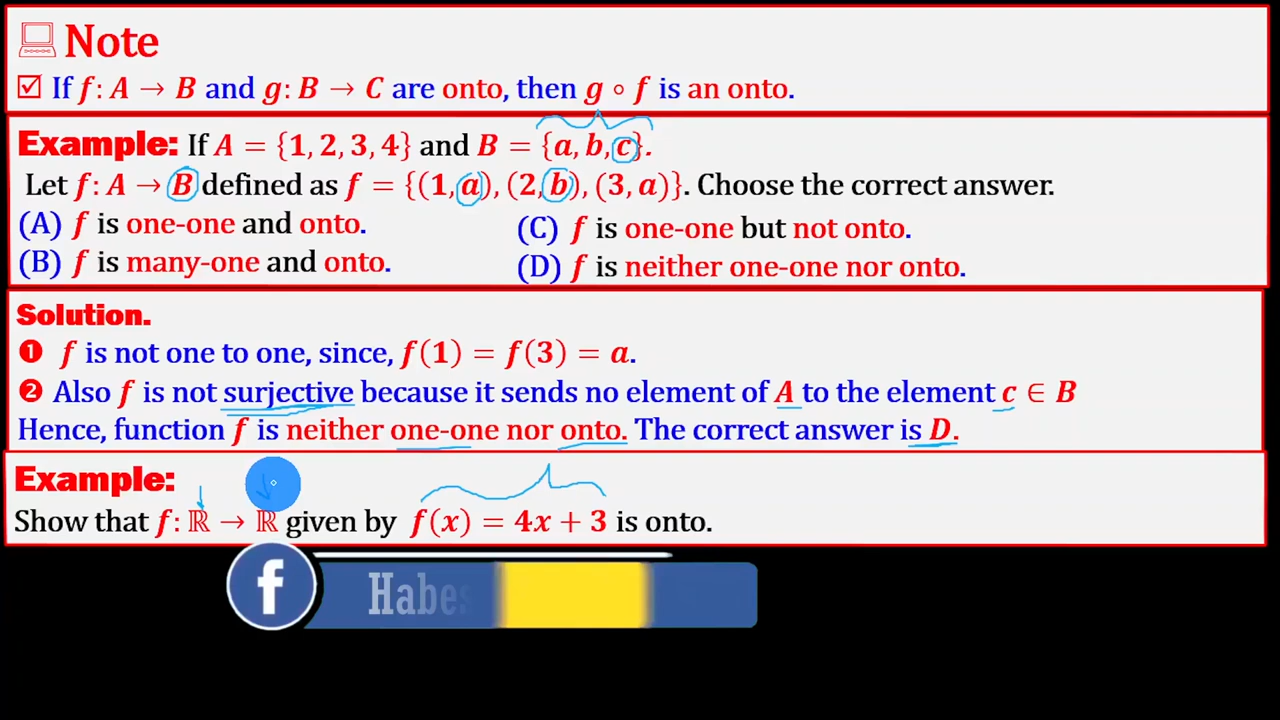 Note
☑ If f: A → B and g: B → C are onto, then g ∘ f is an onto.
Example: If A = {1, 2, 3, 4} and B = {a, b, c}.
Let f: A → B defined as f = {(1, a), (2, b), (3, a)}. Choose the correct answer.
(A) f is one-one and onto.
(C) f is one-one but not onto.
(B) f is many-one and onto.
(D) f is neither one-one nor onto.
Solution.
❶ f is not one to one, since, f(1) = f(3) = a.
❷ Also f is not surjective because it sends no element of A to the element c ∈ B
Hence, function f is neither one-one nor onto. The correct answer is D.
Example:
Show that f: ℝ → ℝ given by f(x) = 4x + 3 is onto.
f